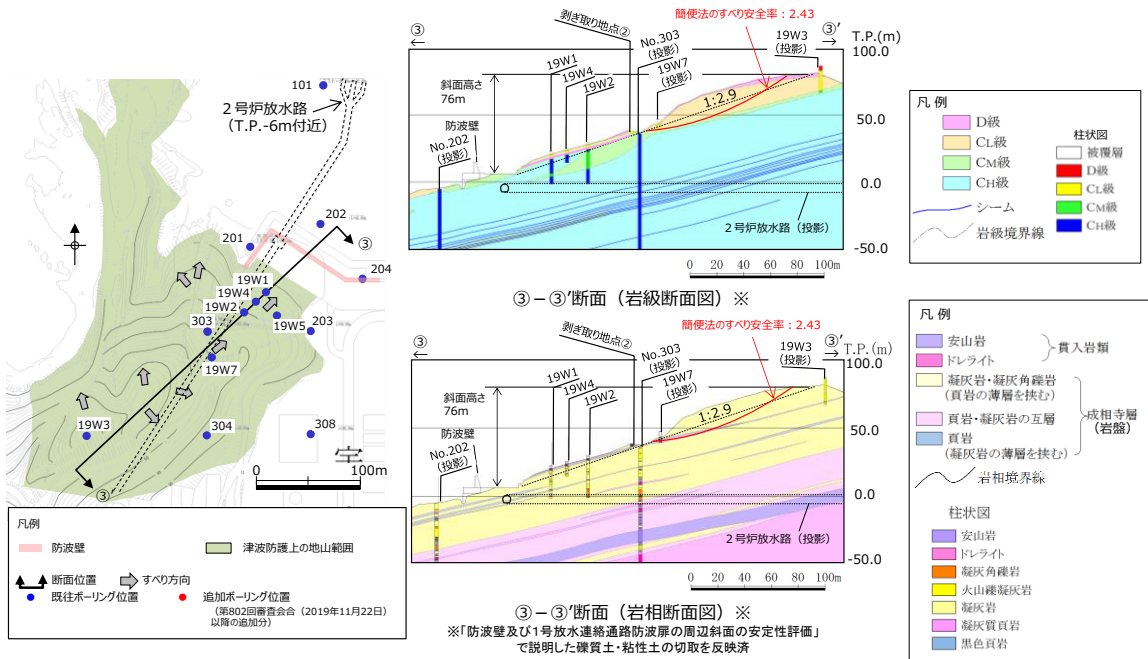 101
2号炉放水路
(T.P.-6m付近)
202
③
201
204
19W1
19W4
19W2
19W5
303
203
19W7
19W3
304
308
0
100m
③
凡例
防波壁
津波防護上の地山範囲
断面位置
すべり方向
既往ボーリング位置
追加ボーリング位置
(第802回審査会合(2019年11月22日)
以降の追加分)
簡便法のすべり安全率:2.43
剥ぎ取り地点②
③
③′
T.P.(m)
No.303
(投影)
19W3
(投影)
19W1
19W4
19W7
(投影)
19W2
斜面高さ
76m
1:2.9
防波壁
No.202
(投影)
100.0
50.0
0.0
-50.0
2号炉放水路(投影)
0 20 40 60 80 100m
③-③′断面(岩級断面図)※
簡便法のすべり安全率:2.43
剥ぎ取り地点②
③
③′
T.P.(m)
No.303
(投影)
19W3
(投影)
19W1
19W4
19W7
(投影)
19W2
斜面高さ
76m
1:2.9
防波壁
No.202
(投影)
100.0
50.0
0.0
-50.0
2号炉放水路(投影)
0 20 40 60 80 100m
③-③′断面(岩相断面図)※
※「防波壁及び1号放水連絡通路防波扉の周辺斜面の安定性評価」
で説明した礫質土・粘性土の切取を反映済
凡 例
D級
CL級
CM級
CH級
シーム
岩級境界線
柱状図
被覆層
D級
CL級
CM級
CH級
凡 例
安山岩
ドレライト
貫入岩類
凝灰岩・凝灰角礫岩
(頁岩の薄層を挟む)
頁岩・凝灰岩の互層
頁岩
(凝灰岩の薄層を挟む)
成相寺層
(岩盤)
岩相境界線
柱状図
安山岩
ドレライト
凝灰角礫岩
火山礫凝灰岩
凝灰岩
凝灰質頁岩
黒色頁岩